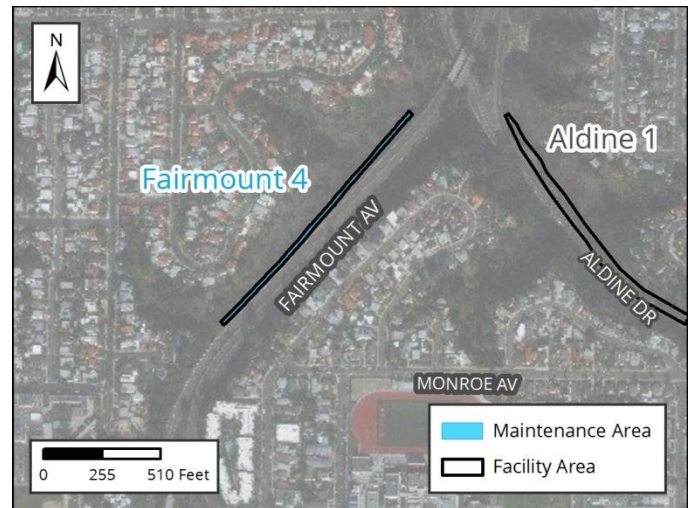 N
Aldine 1
Fairmount 4
FAIRMOUNT AV
ALDINE DR
MONROE AV
Maintenance Area
Facility Area
0 255 510 Feet